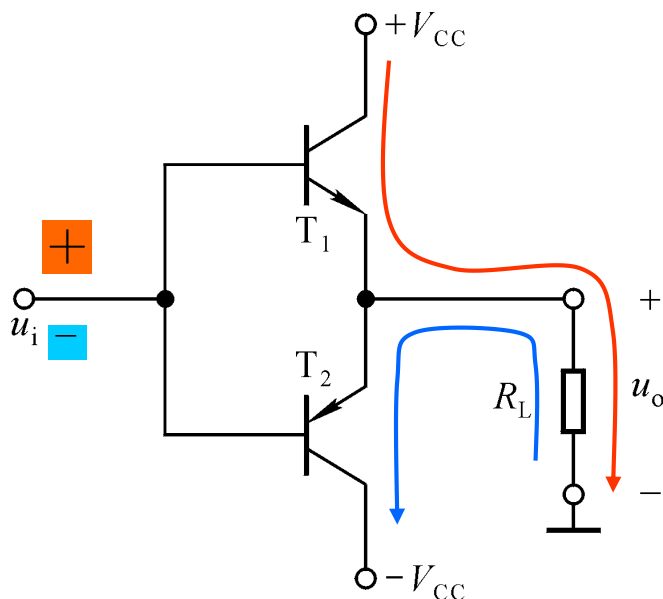 +V_CC
+
T_1
u_i
−
+
T_2
R_L
u_o
−
−V_CC